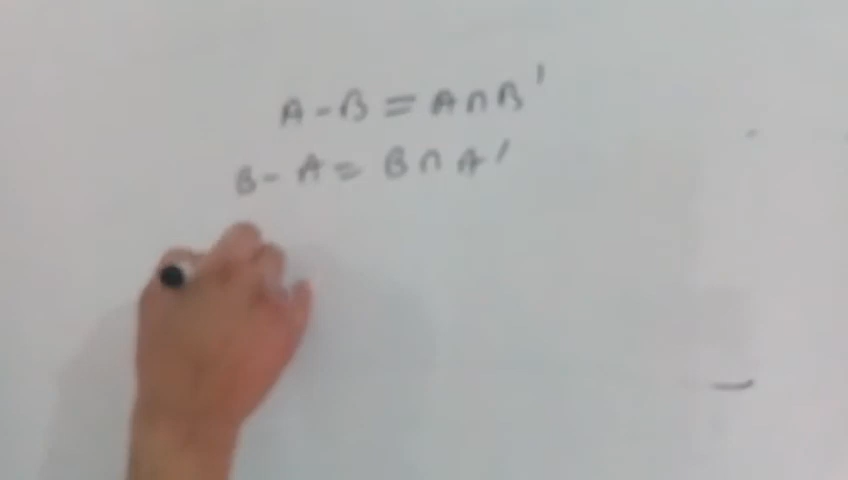 A - B = A ∩ B'
B - A = B ∩ A'